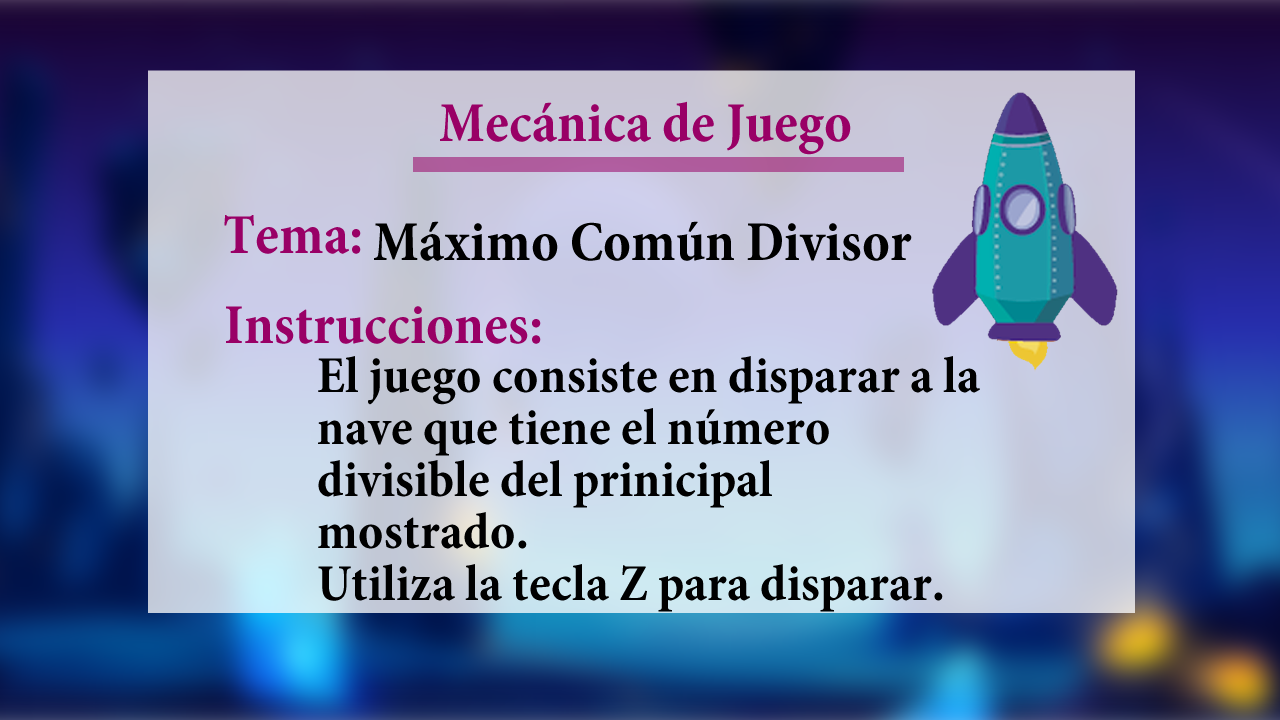 Mecánica de Juego
Tema: Máximo Común Divisor
Instrucciones:
El juego consiste en disparar a la
nave que tiene el número
divisible del prinicipal
mostrado.
Utiliza la tecla Z para disparar.